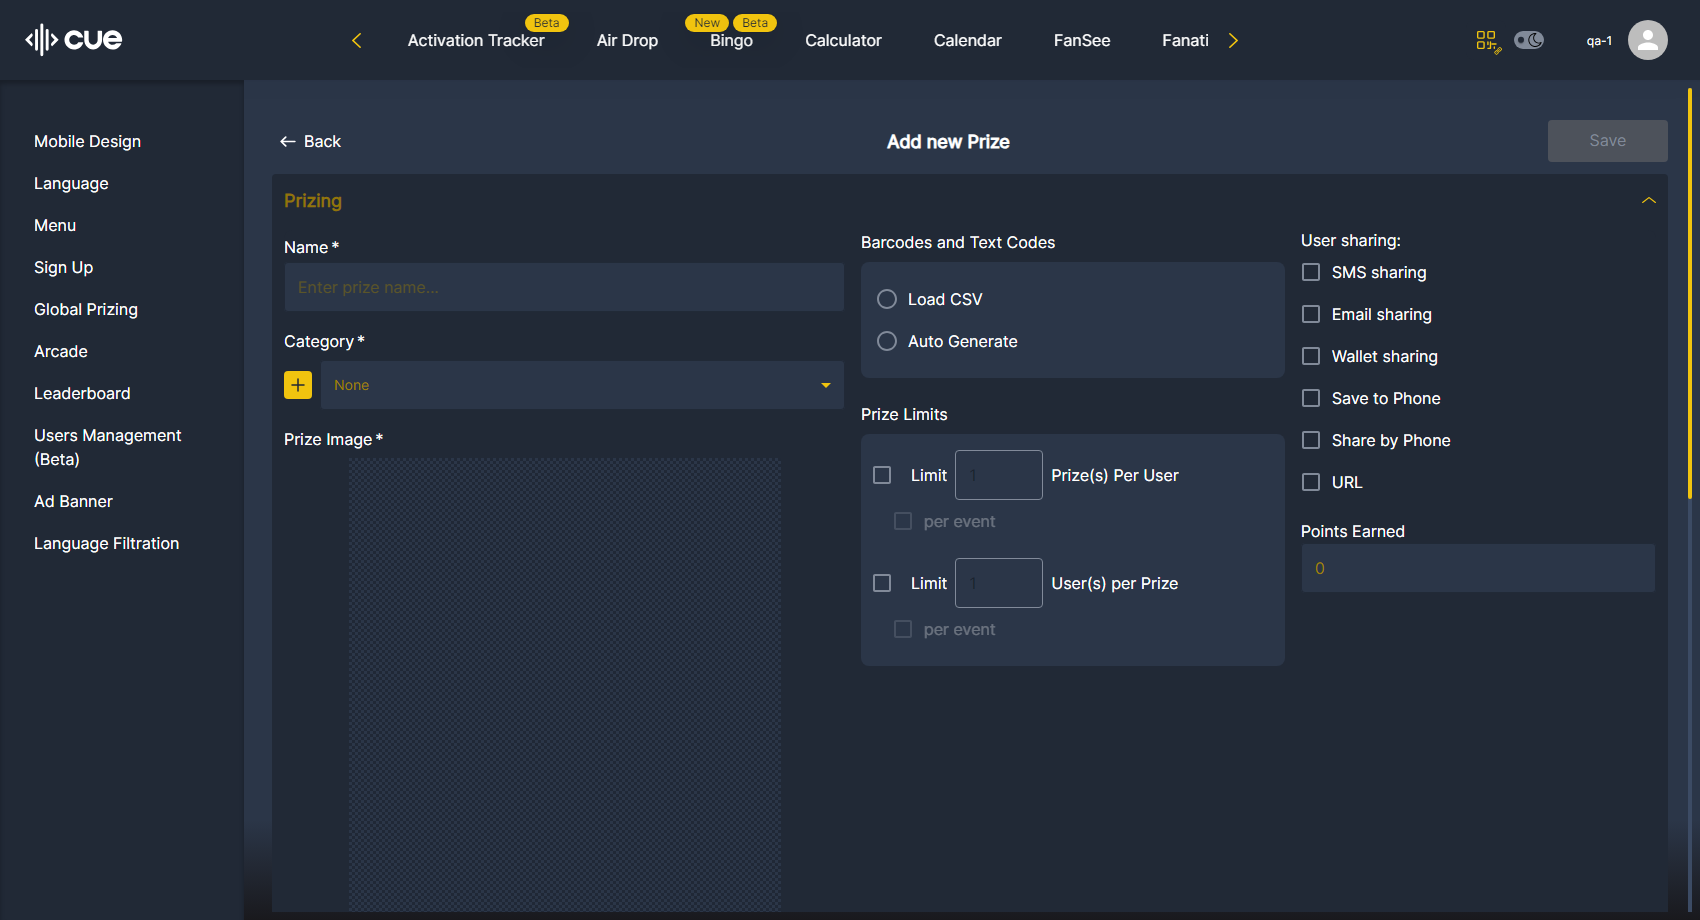 cue
Activation Tracker
Beta
Air Drop
New
Beta
Bingo
Calculator
Calendar
FanSee
Fanati
qa-1
Mobile Design
Language
Menu
Sign Up
Global Prizing
Arcade
Leaderboard
Users Management
(Beta)
Ad Banner
Language Filtration
Back
Add new Prize
Save
Prizing
Name *
Enter prize name...
Category *
None
Prize Image *
Barcodes and Text Codes
Load CSV
Auto Generate
Prize Limits
Limit 1 Prize(s) Per User
per event
Limit 1 User(s) per Prize
per event
User sharing:
SMS sharing
Email sharing
Wallet sharing
Save to Phone
Share by Phone
URL
Points Earned
0